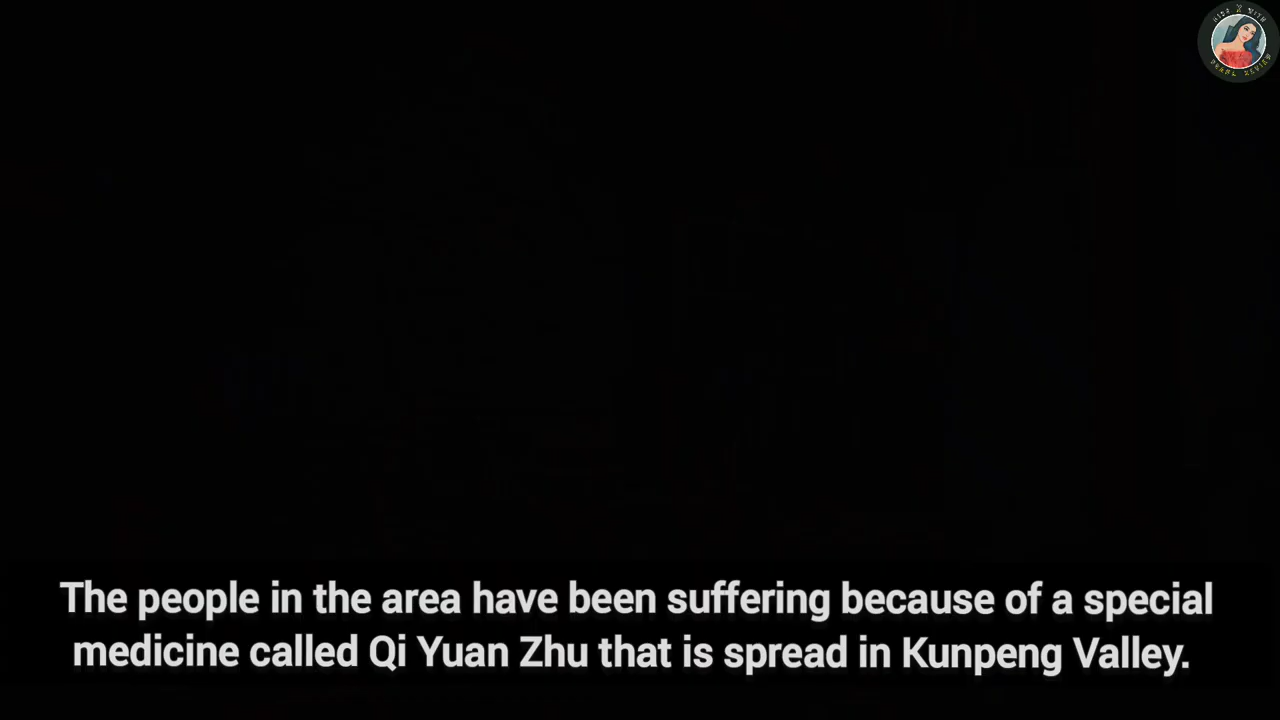 The people in the area have been suffering because of a special
medicine called Qi Yuan Zhu that is spread in Kunpeng Valley.